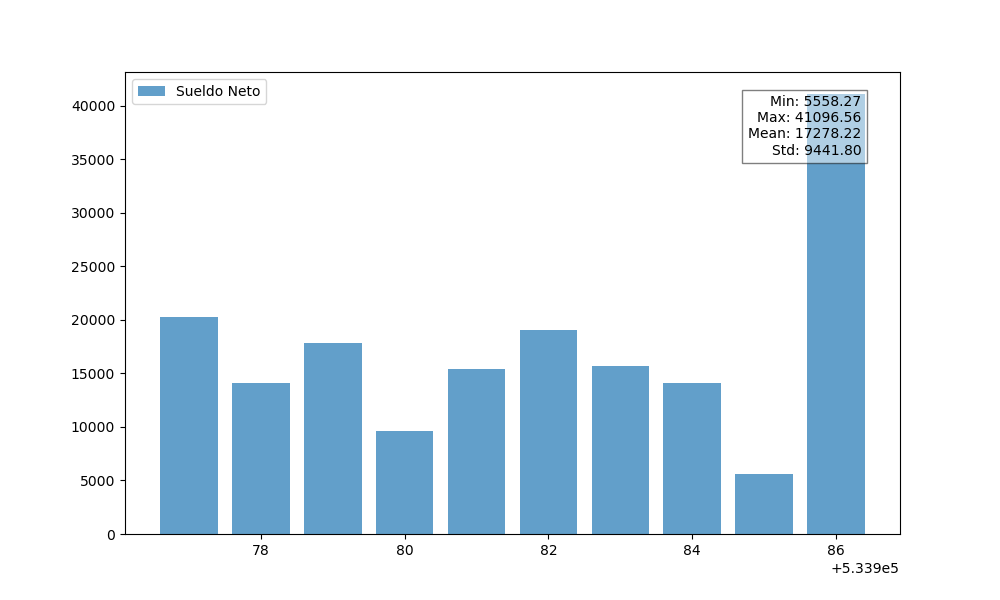 Sueldo Neto
Min: 5558.27
Max: 41096.56
Mean: 17278.22
Std: 9441.80
40000
35000
30000
25000
20000
15000
10000
5000
0
78 80 82 84 86
+5.339e5